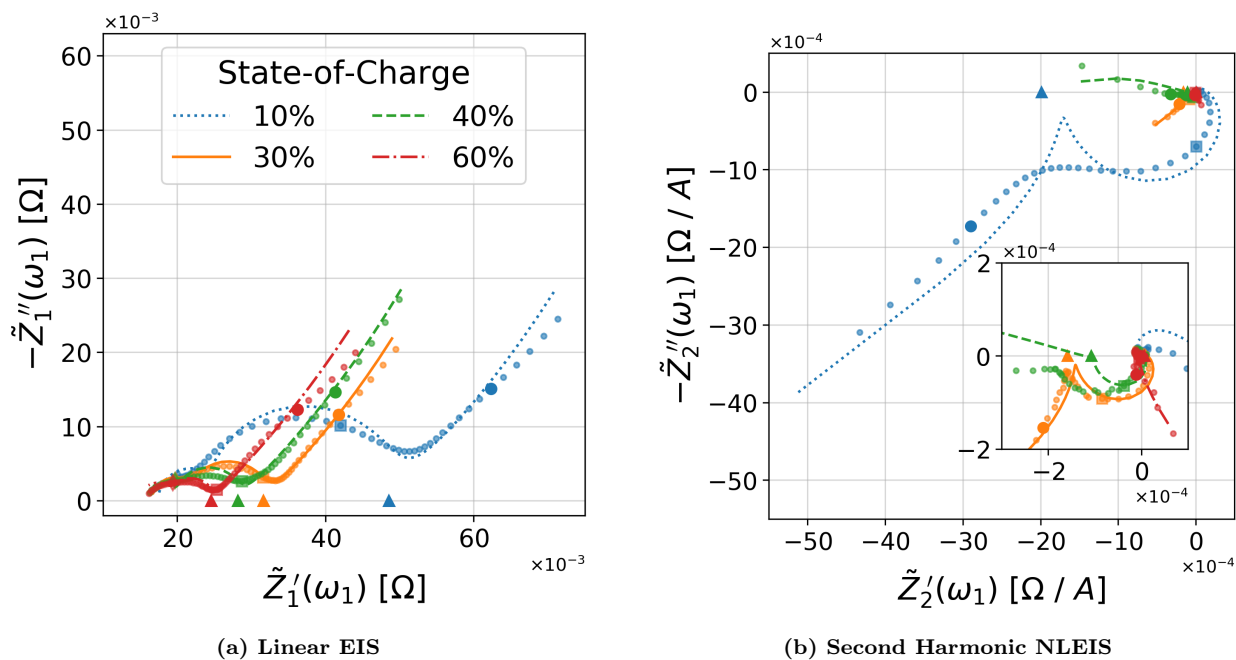 ×10⁻³
60
50
40
30
20
10
0
−Z̃₁′′(ω₁) [Ω]
State-of-Charge
10% 40%
30% 60%
20 40 60
×10⁻³
Z̃₁′(ω₁) [Ω]
(a) Linear EIS
×10⁻⁴
0
−10
−20
−30
−40
−50
−Z̃₂′′(ω₁) [Ω / A]
×10⁻⁴
2
0
−2
−2 0
×10⁻⁴
−50 −40 −30 −20 −10 0
×10⁻⁴
Z̃₂′(ω₁) [Ω / A]
(b) Second Harmonic NLEIS